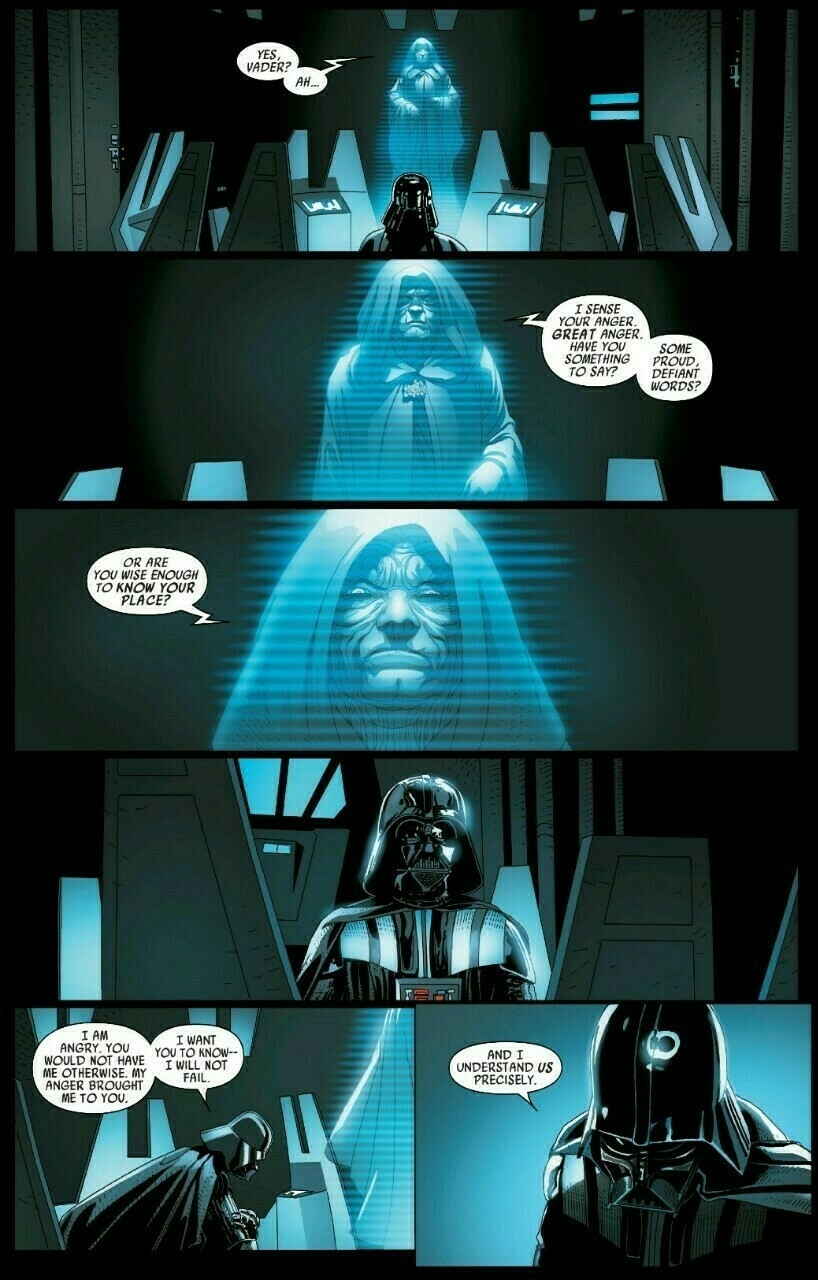 YES,
VADER?
AH...
I SENSE
YOUR ANGER.
GREAT ANGER.
HAVE YOU
SOMETHING
TO SAY?
SOME
PROUD,
DEFIANT
WORDS?
OR ARE
YOU WISE ENOUGH
TO KNOW YOUR
PLACE?
I AM
ANGRY. YOU
WOULD NOT HAVE
ME OTHERWISE. MY
ANGER BROUGHT
ME TO YOU.
I WANT
YOU TO KNOW--
I WILL NOT
FAIL.
AND I
UNDERSTAND US
PRECISELY.